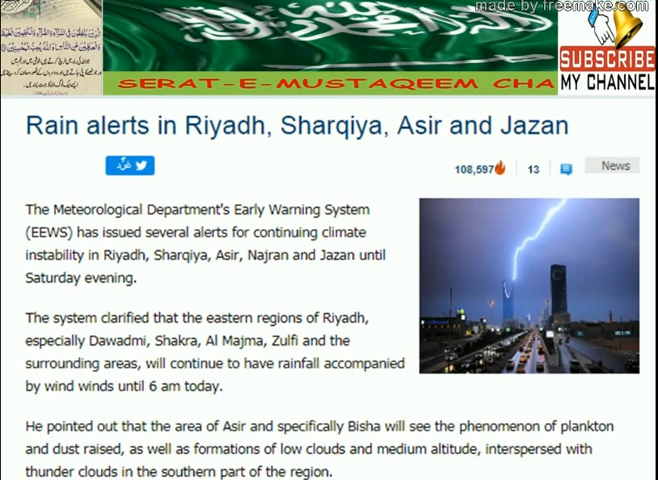 made by freemake.com
SUBSCRIBE
MY CHANNEL
SERAT-E-MUSTAQEEM CHA
Rain alerts in Riyadh, Sharqiya, Asir and Jazan
غرّد
108,597
13
News
The Meteorological Department's Early Warning System
(EEWS) has issued several alerts for continuing climate
instability in Riyadh, Sharqiya, Asir, Najran and Jazan until
Saturday evening.
The system clarified that the eastern regions of Riyadh,
especially Dawadmi, Shakra, Al Majma, Zulfi and the
surrounding areas, will continue to have rainfall accompanied
by wind winds until 6 am today.
He pointed out that the area of Asir and specifically Bisha will see the phenomenon of plankton
and dust raised, as well as formations of low clouds and medium altitude, interspersed with
thunder clouds in the southern part of the region.